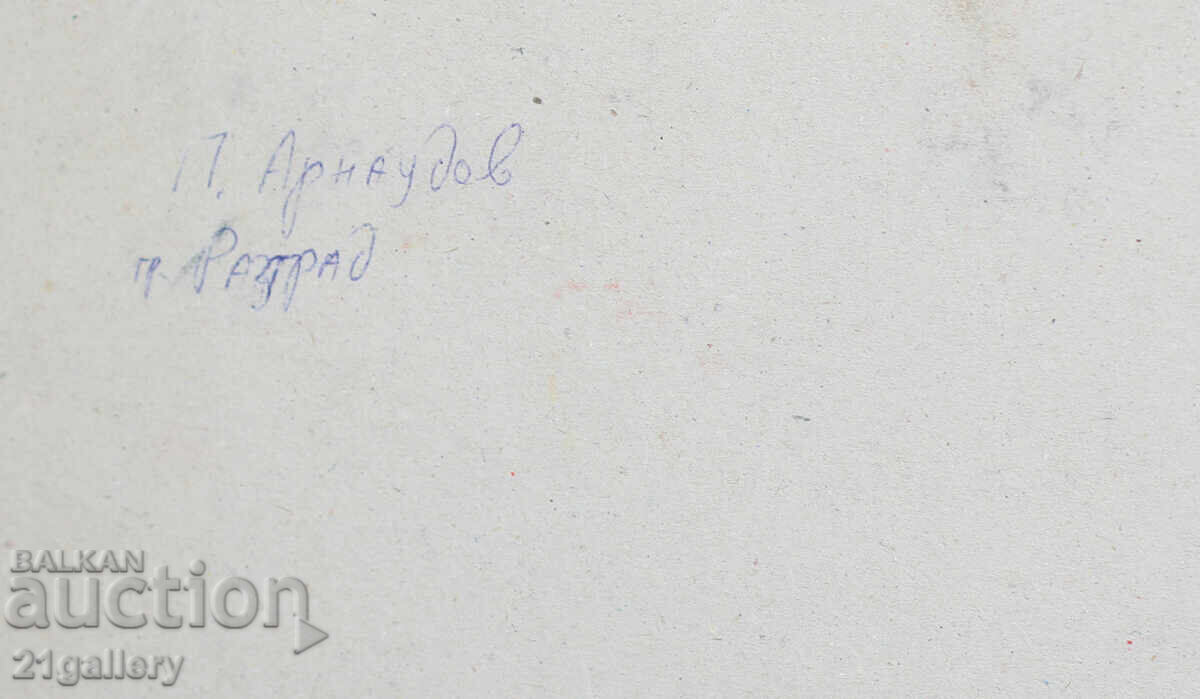 П. Арнаудов
гр. Разград
BALKAN
auction
21gallery